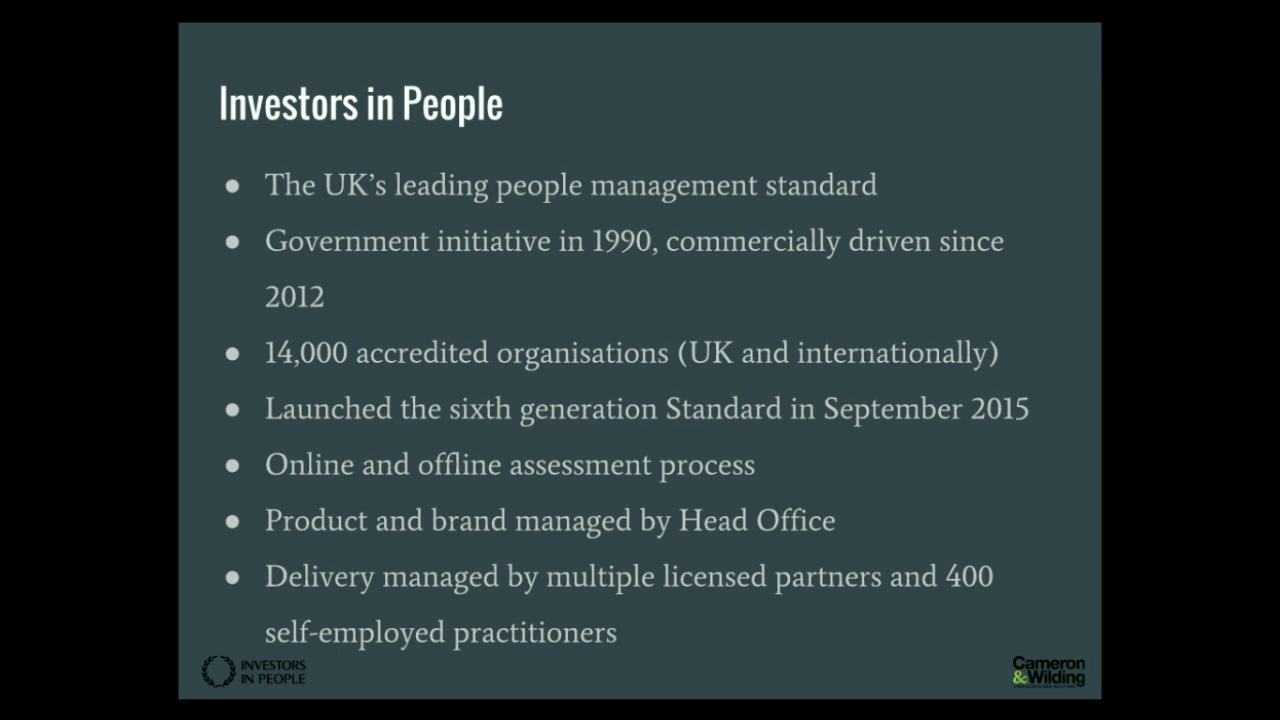 Investors in People
● The UK's leading people management standard
● Government initiative in 1990, commercially driven since
2012
● 14,000 accredited organisations (UK and internationally)
● Launched the sixth generation Standard in September 2015
● Online and offline assessment process
● Product and brand managed by Head Office
● Delivery managed by multiple licensed partners and 400
self-employed practitioners
INVESTORS
IN PEOPLE
Cameron
&Wilding